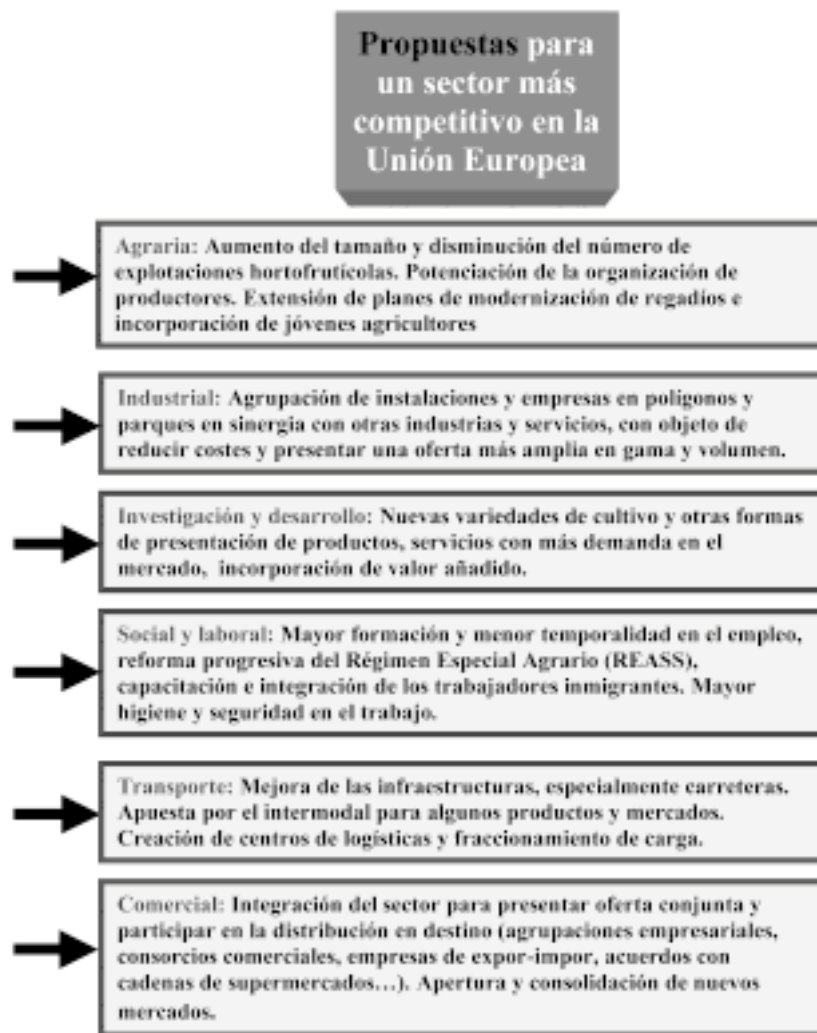 Propuestas para
un sector más
competitivo en la
Unión Europea
Agraria: Aumento del tamaño y disminución del número de
explotaciones hortofrutícolas. Potenciación de la organización de
productores. Extensión de planes de modernización de regadíos e
incorporación de jóvenes agricultores
Industrial: Agrupación de instalaciones y empresas en polígonos y
parques en sinergia con otras industrias y servicios, con objeto de
reducir costes y presentar una oferta más amplia en gama y volumen.
Investigación y desarrollo: Nuevas variedades de cultivo y otras formas
de presentación de productos, servicios con más demanda en el
mercado, incorporación de valor añadido.
Social y laboral: Mayor formación y menor temporalidad en el empleo,
reforma progresiva del Régimen Especial Agrario (REASS),
capacitación e integración de los trabajadores inmigrantes. Mayor
higiene y seguridad en el trabajo.
Transporte: Mejora de las infraestructuras, especialmente carreteras.
Apuesta por el intermodal para algunos productos y mercados.
Creación de centros de logísticas y fraccionamiento de carga.
Comercial: Integración del sector para presentar oferta conjunta y
participar en la distribución en destino (agrupaciones empresariales,
consorcios comerciales, empresas de expor-impor, acuerdos con
cadenas de supermercados…). Apertura y consolidación de nuevos
mercados.